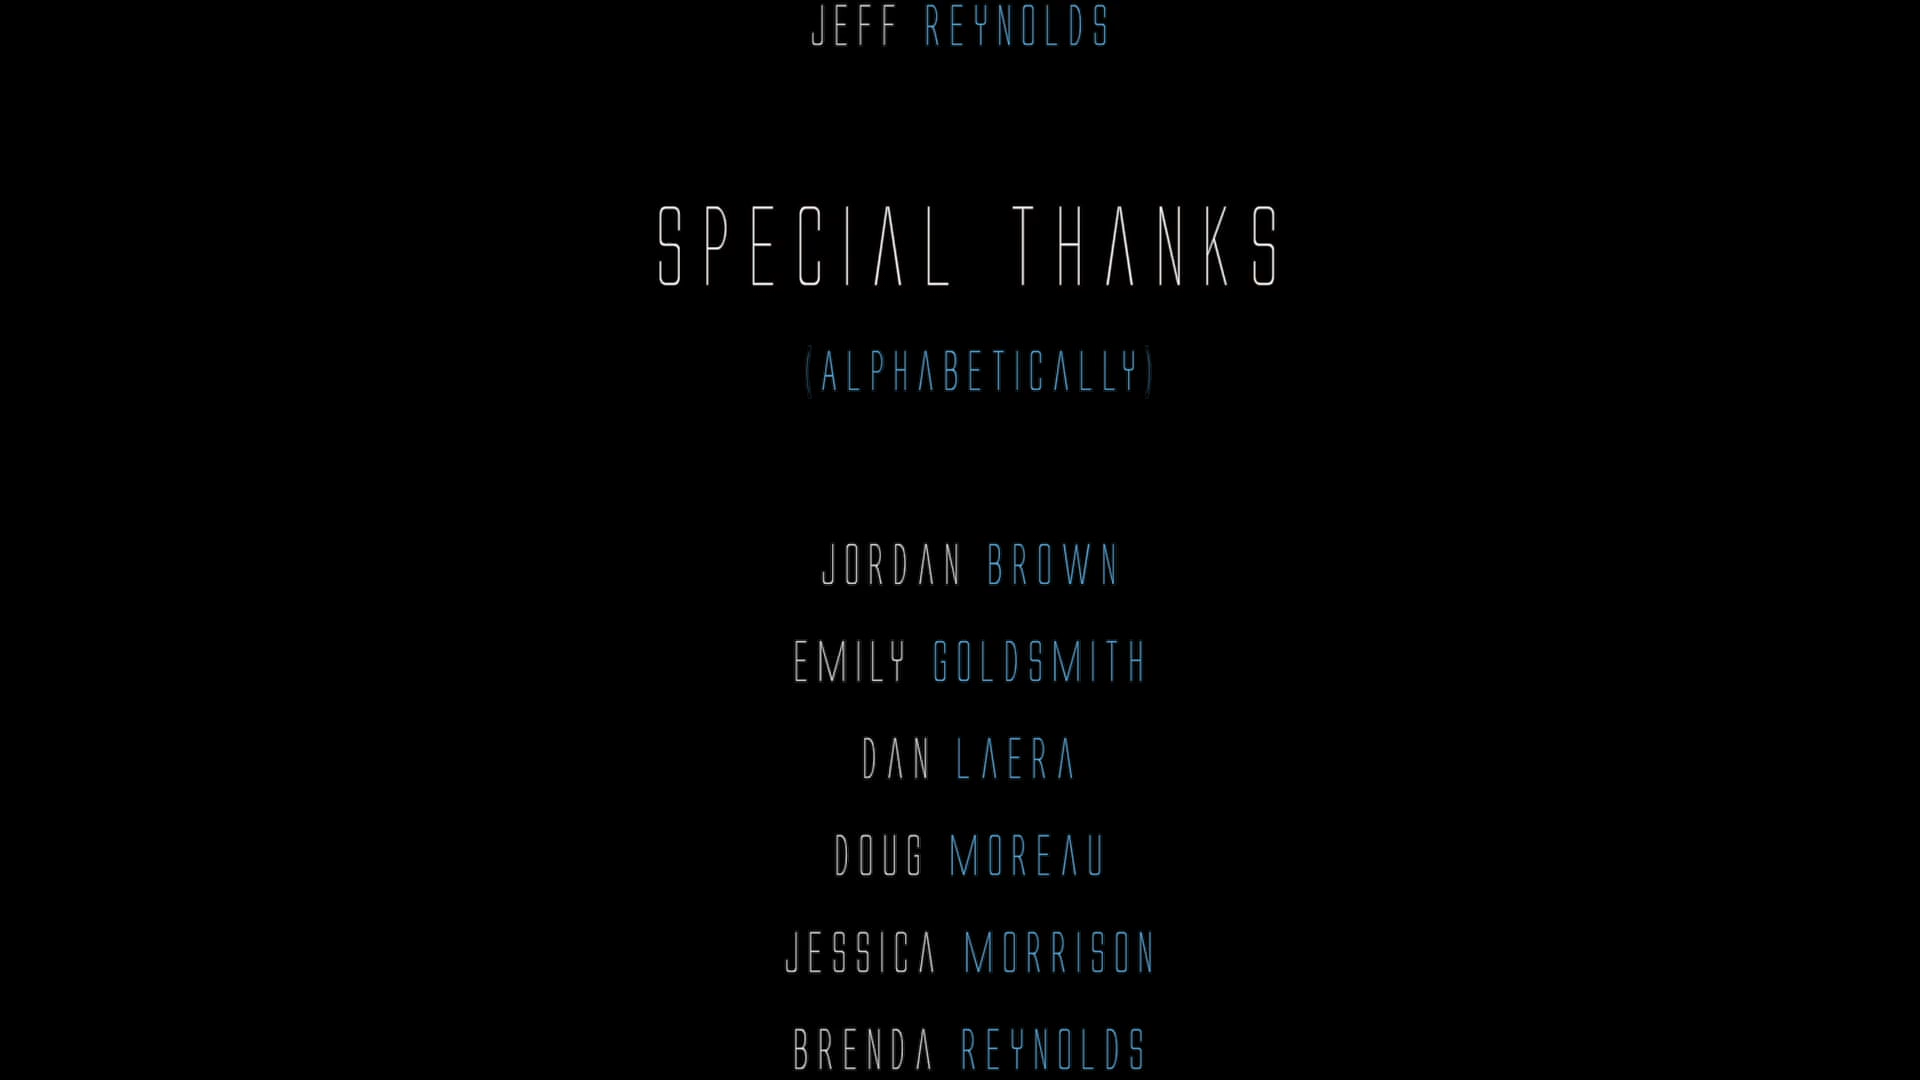 JEFF REYNOLDS
SPECIAL THANKS
(ALPHABETICALLY)
JORDAN BROWN
EMILY GOLDSMITH
DAN LAERA
DOUG MOREAU
JESSICA MORRISON
BRENDA REYNOLDS